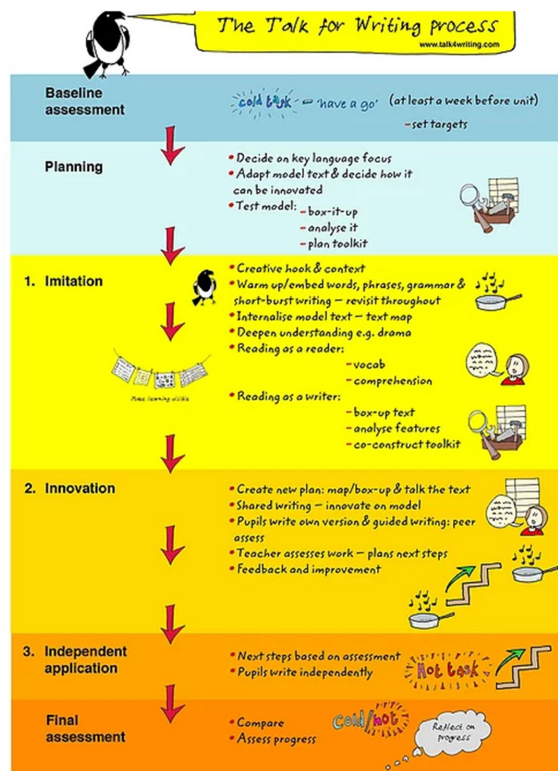 The Talk for Writing process
www.talk4writing.com
Baseline
assessment
cold task – 'have a go' (at least a week before unit)
– set targets
Planning
• Decide on key language focus
• Adapt model text & decide how it
can be innovated
• Test model: – box-it-up
– analyse it
– plan toolkit
1. Imitation
• Creative hook & context
• Warm up/embed words, phrases, grammar &
short-burst writing – revisit throughout
• Internalise model text – text map
• Deepen understanding e.g. drama
• Reading as a reader:
– vocab
– comprehension
Make learning visible
• Reading as a writer:
– box-up text
– analyse features
– co-construct toolkit
2. Innovation
• Create new plan: map/box-up & talk the text
• Shared writing – innovate on model
• Pupils write own version & guided writing: peer
assess
• Teacher assesses work – plans next steps
• Feedback and improvement
3. Independent
application
• Next steps based on assessment
• Pupils write independently
Hot task
Final
assessment
• Compare
• Assess progress
Cold/hot
Reflect on
progress